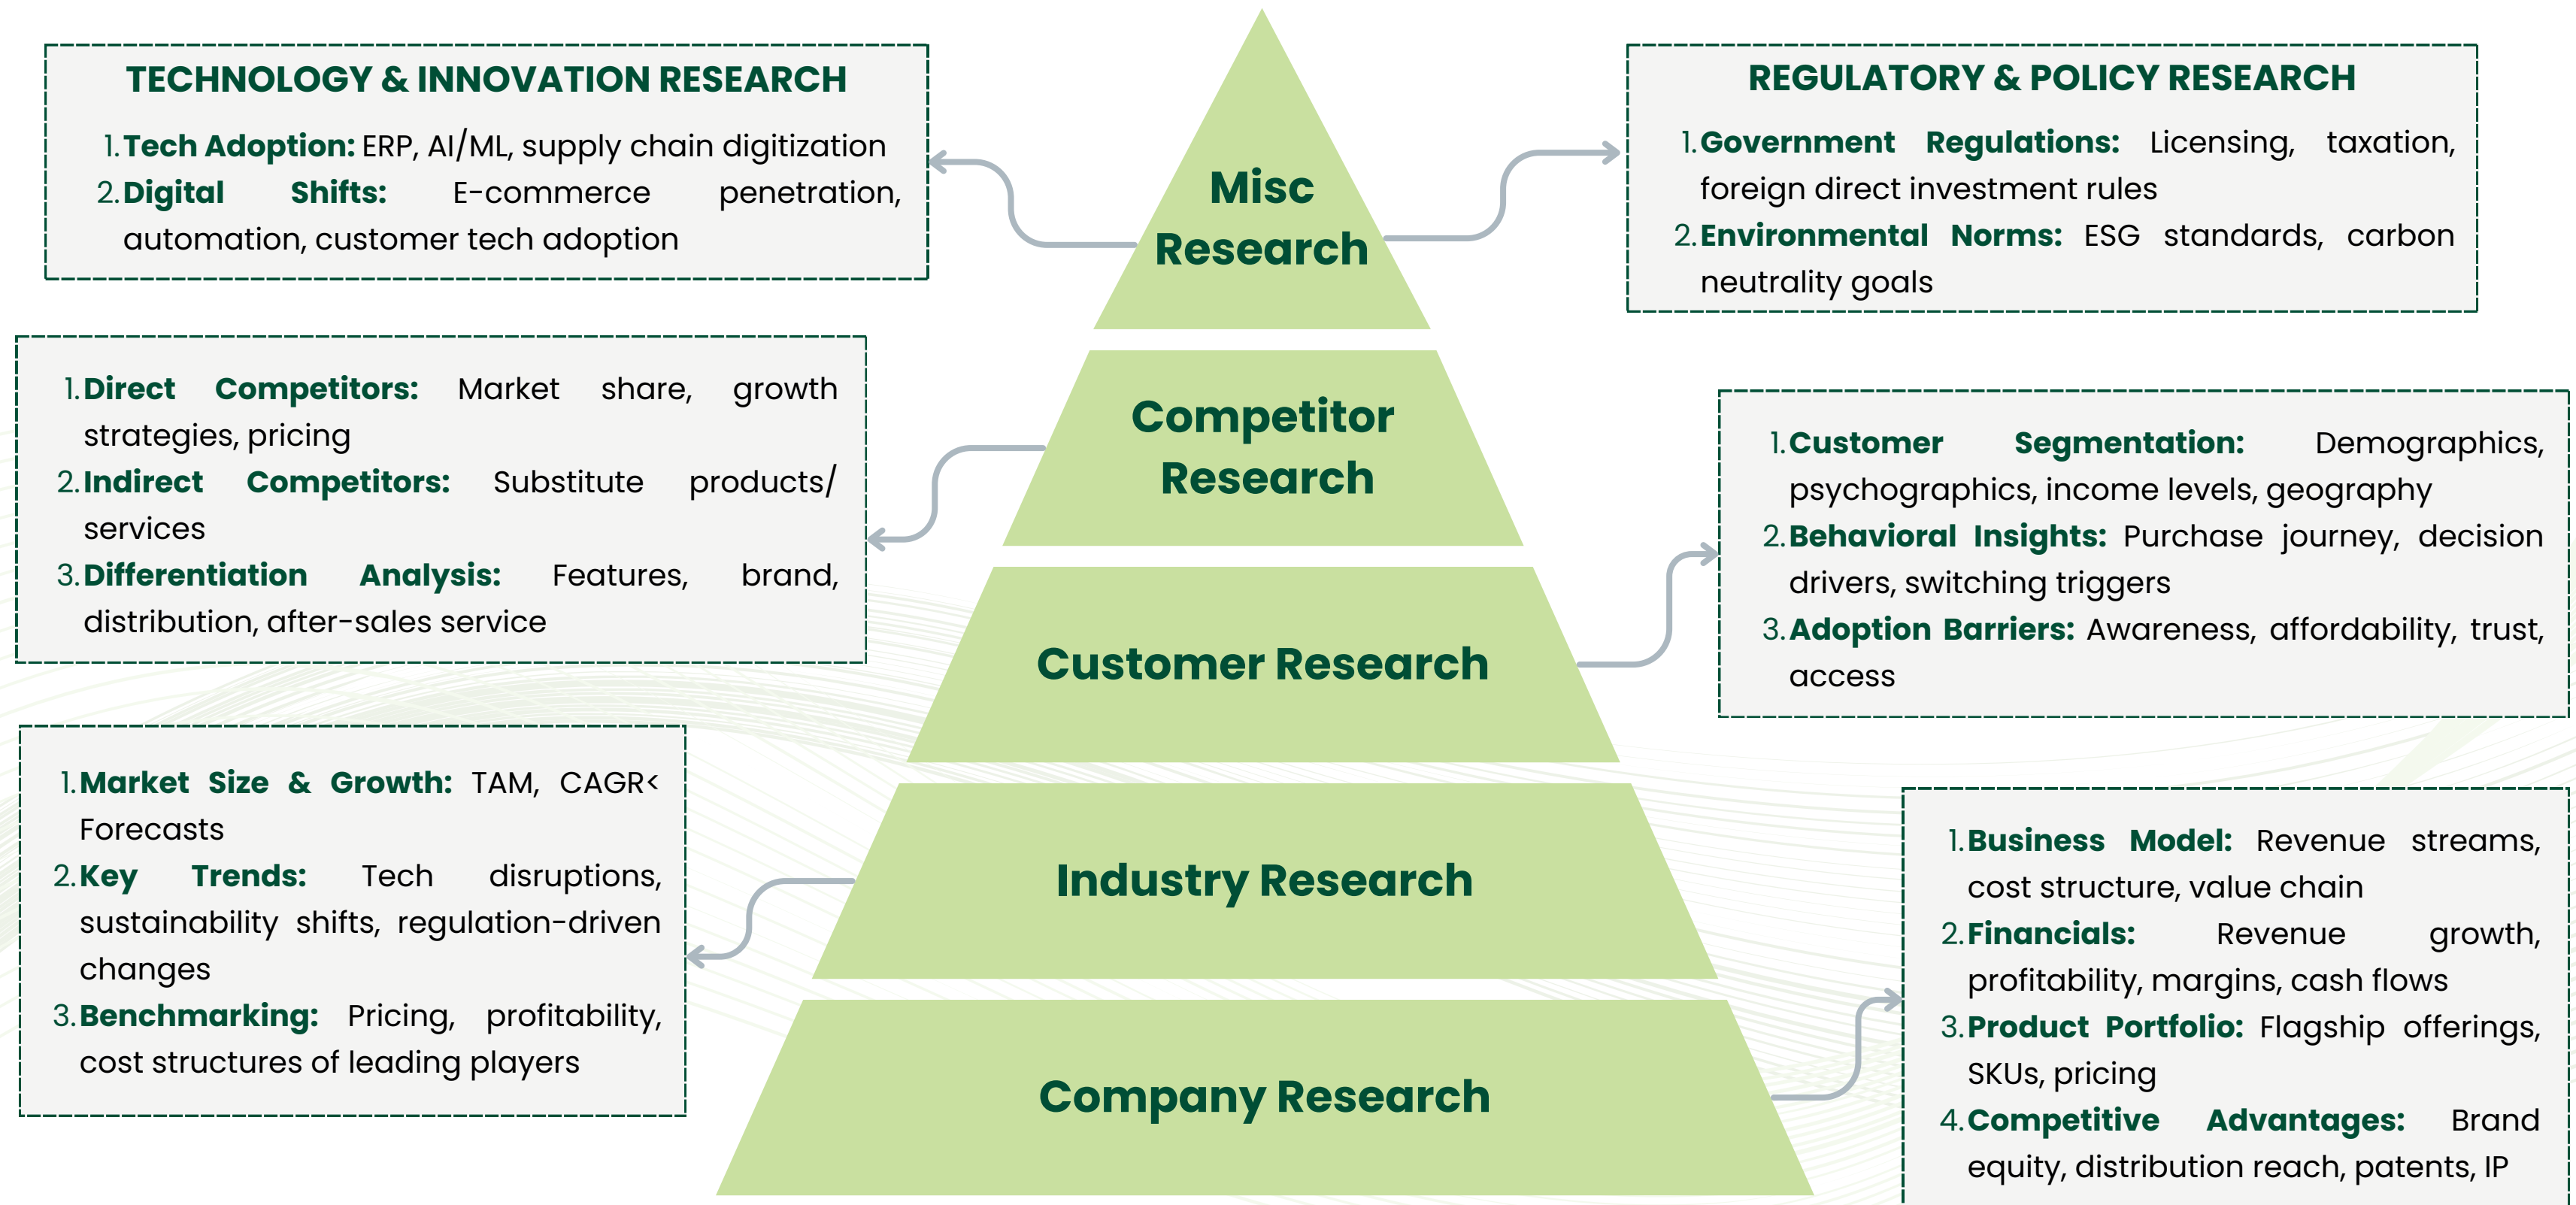 TECHNOLOGY & INNOVATION RESEARCH
1. Tech Adoption: ERP, AI/ML, supply chain digitization
2. Digital Shifts: E-commerce penetration,
automation, customer tech adoption
Misc
Research
REGULATORY & POLICY RESEARCH
1. Government Regulations: Licensing, taxation,
foreign direct investment rules
2. Environmental Norms: ESG standards, carbon
neutrality goals
1. Direct Competitors: Market share, growth
strategies, pricing
2. Indirect Competitors: Substitute products/
services
3. Differentiation Analysis: Features, brand,
distribution, after-sales service
Competitor
Research
1. Customer Segmentation: Demographics,
psychographics, income levels, geography
2. Behavioral Insights: Purchase journey, decision
drivers, switching triggers
3. Adoption Barriers: Awareness, affordability, trust,
access
Customer Research
1. Market Size & Growth: TAM, CAGR<
Forecasts
2. Key Trends: Tech disruptions,
sustainability shifts, regulation-driven
changes
3. Benchmarking: Pricing, profitability,
cost structures of leading players
Industry Research
1. Business Model: Revenue streams,
cost structure, value chain
2. Financials: Revenue growth,
profitability, margins, cash flows
3. Product Portfolio: Flagship offerings,
SKUs, pricing
4. Competitive Advantages: Brand
equity, distribution reach, patents, IP
Company Research